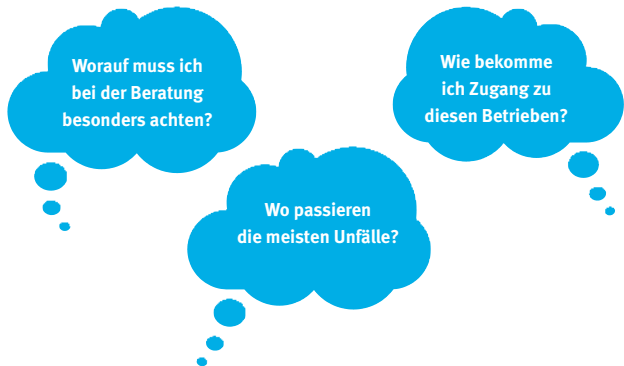 Worauf muss ich
bei der Beratung
besonders achten?
Wie bekomme
ich Zugang zu
diesen Betrieben?
Wo passieren
die meisten Unfälle?